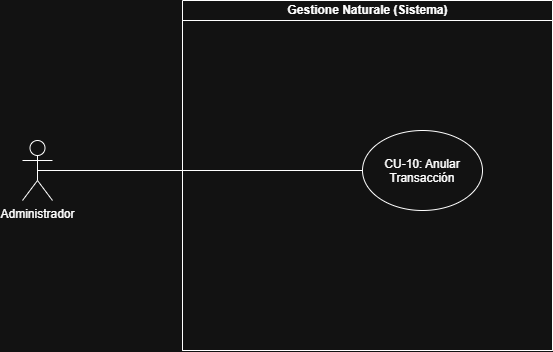 Gestione Naturale (Sistema)
CU-10: Anular
Transacción
Administrador